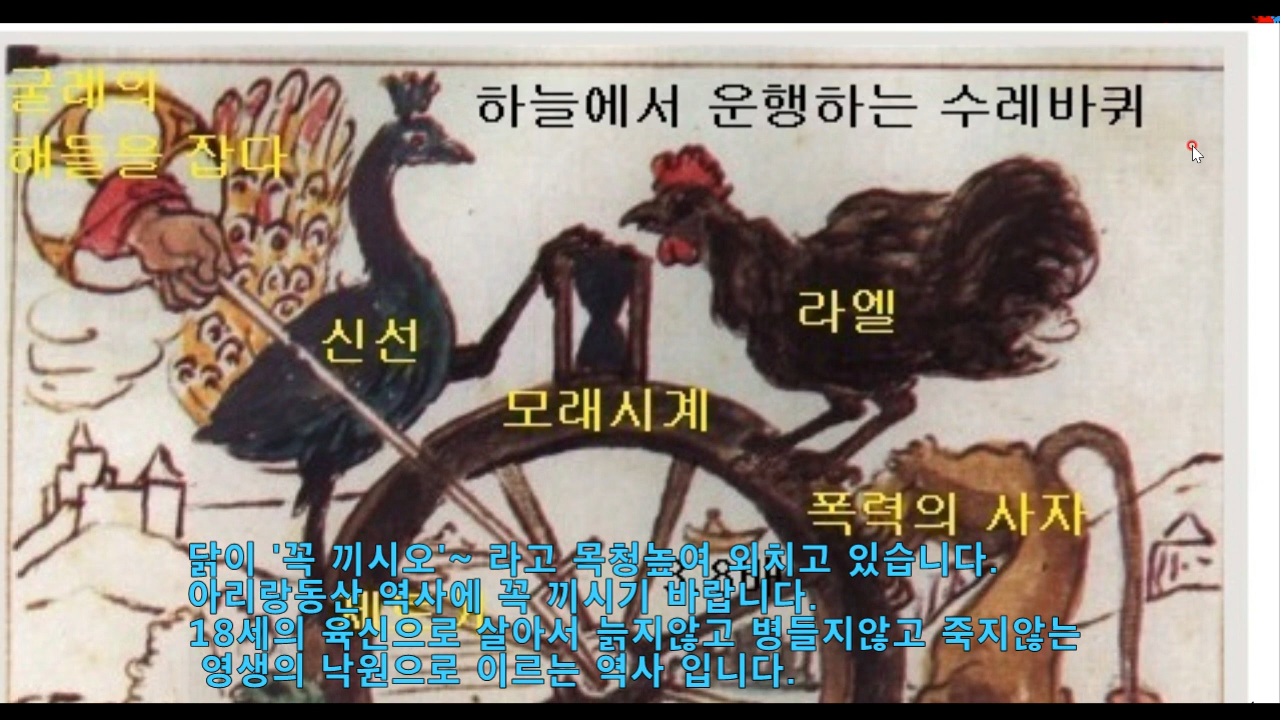 굴레의
해들을 잡다
하늘에서 운행하는 수레바퀴
라엘
신선
모래시계
폭력의 사자
닭이 '꼭 끼시오'~ 라고 목청높여 외치고 있습니다.
아리랑동산 역사에 꼭 끼시기 바랍니다.
18세의 육신으로 살아서 늙지않고 병들지않고 죽지않는
영생의 낙원으로 이르는 역사 입니다.